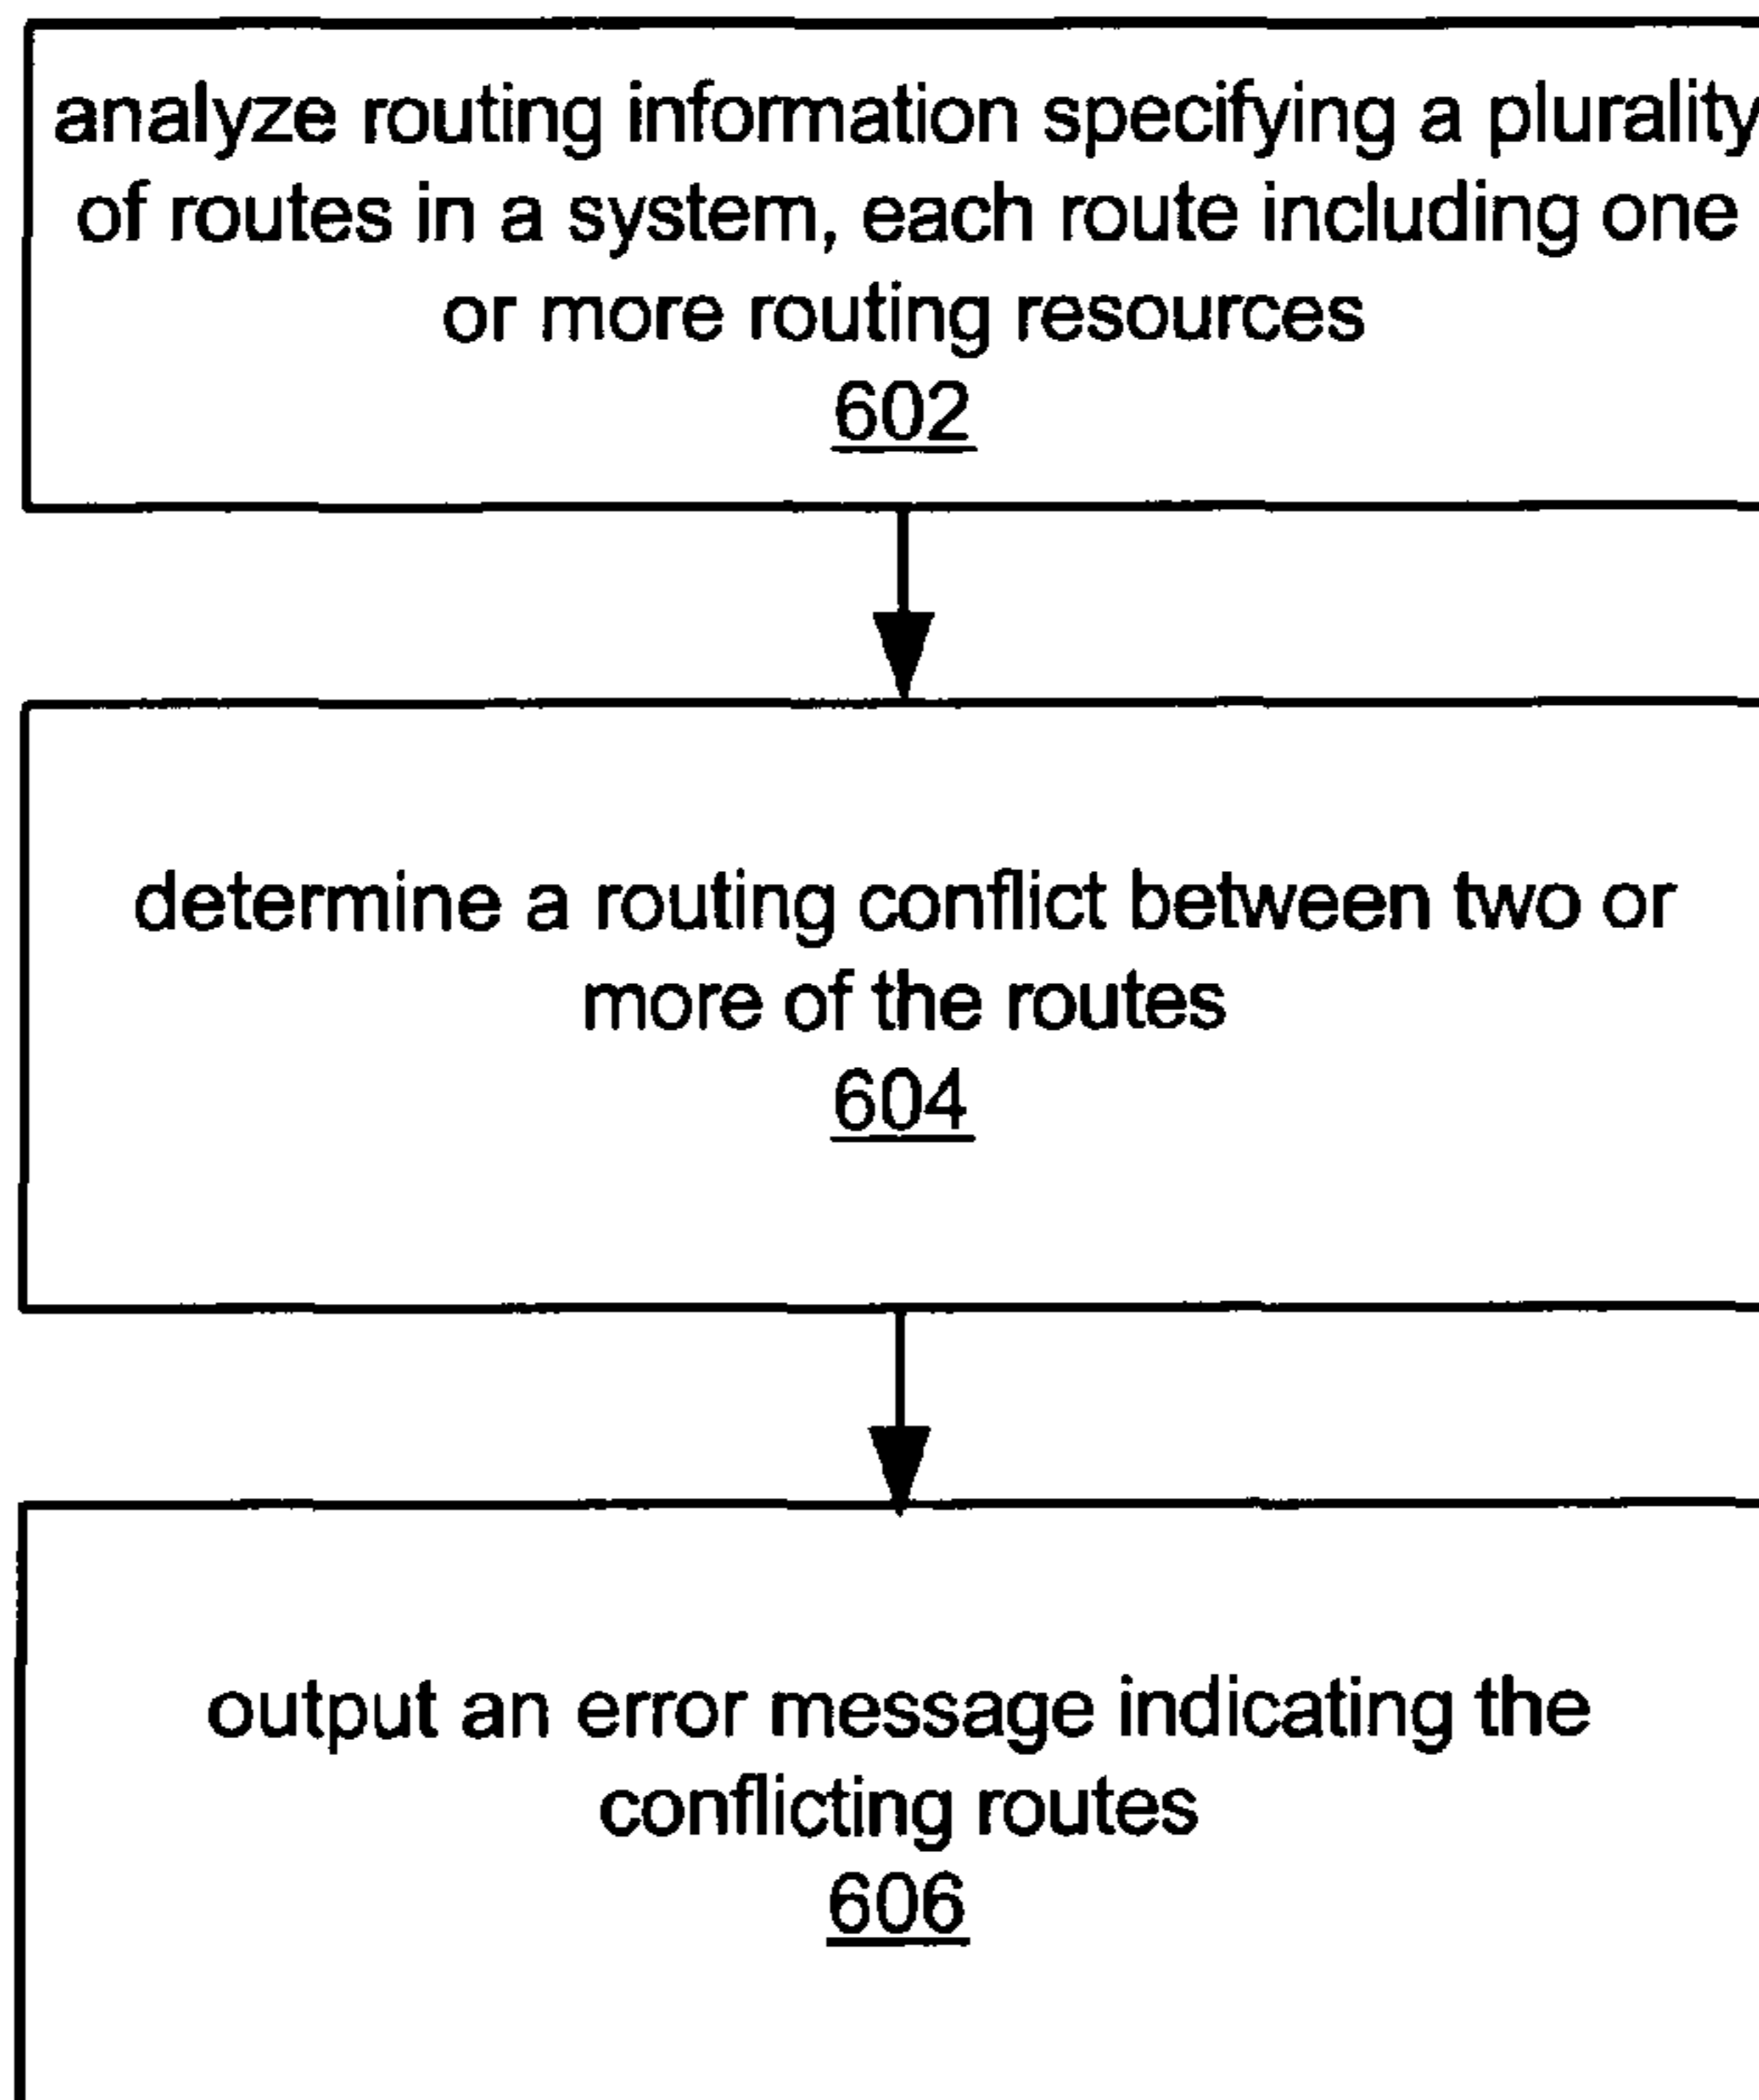 analyze routing information specifying a plurality
of routes in a system, each route including one
or more routing resources
602
determine a routing conflict between two or
more of the routes
604
output an error message indicating the
conflicting routes
606